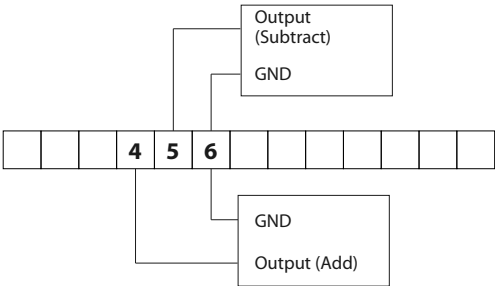 Output
(Subtract)
GND
4 5 6
GND
Output (Add)